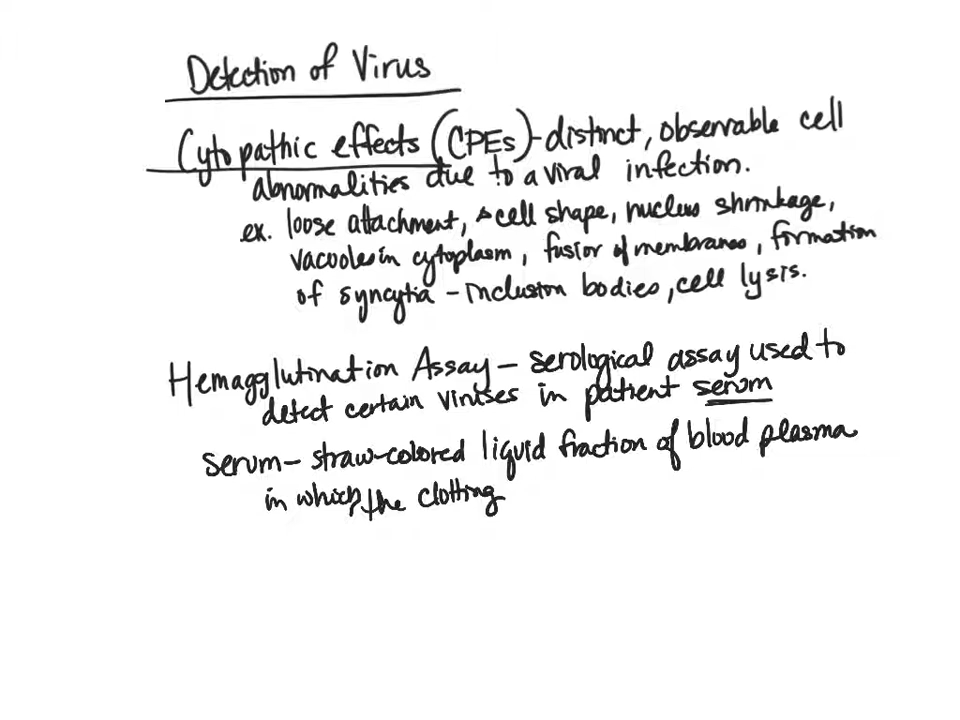 Detection of Virus
Cytopathic effects (CPEs) - distinct, observable cell
abnormalities due to a viral infection.
ex. loose attachment, Δ cell shape, nucleus shrinkage,
vacuoles in cytoplasm, fusion of membranes, formation
of syncytia - inclusion bodies, cell lysis.
Hemagglutination Assay - serological assay used to
detect certain viruses in patient serum
serum - straw-colored liquid fraction of blood plasma
in which the clotting